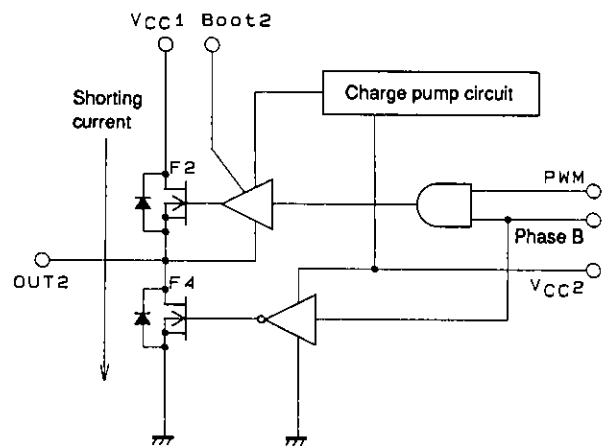 VCC1 Boot2
Charge pump circuit
Shorting
current
F2
PWM
Phase B
OUT2
F4
VCC2